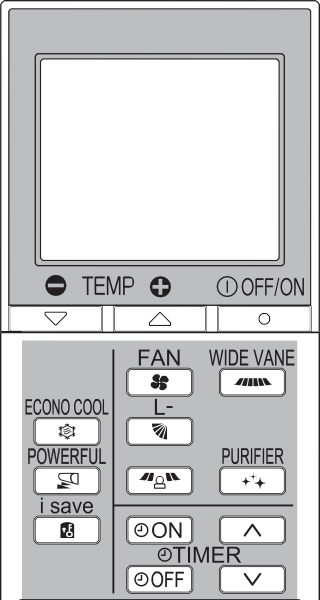 TEMP OFF/ON
FAN WIDE VANE
ECONO COOL L-
POWERFUL PURIFIER
i save
ON
TIMER
OFF